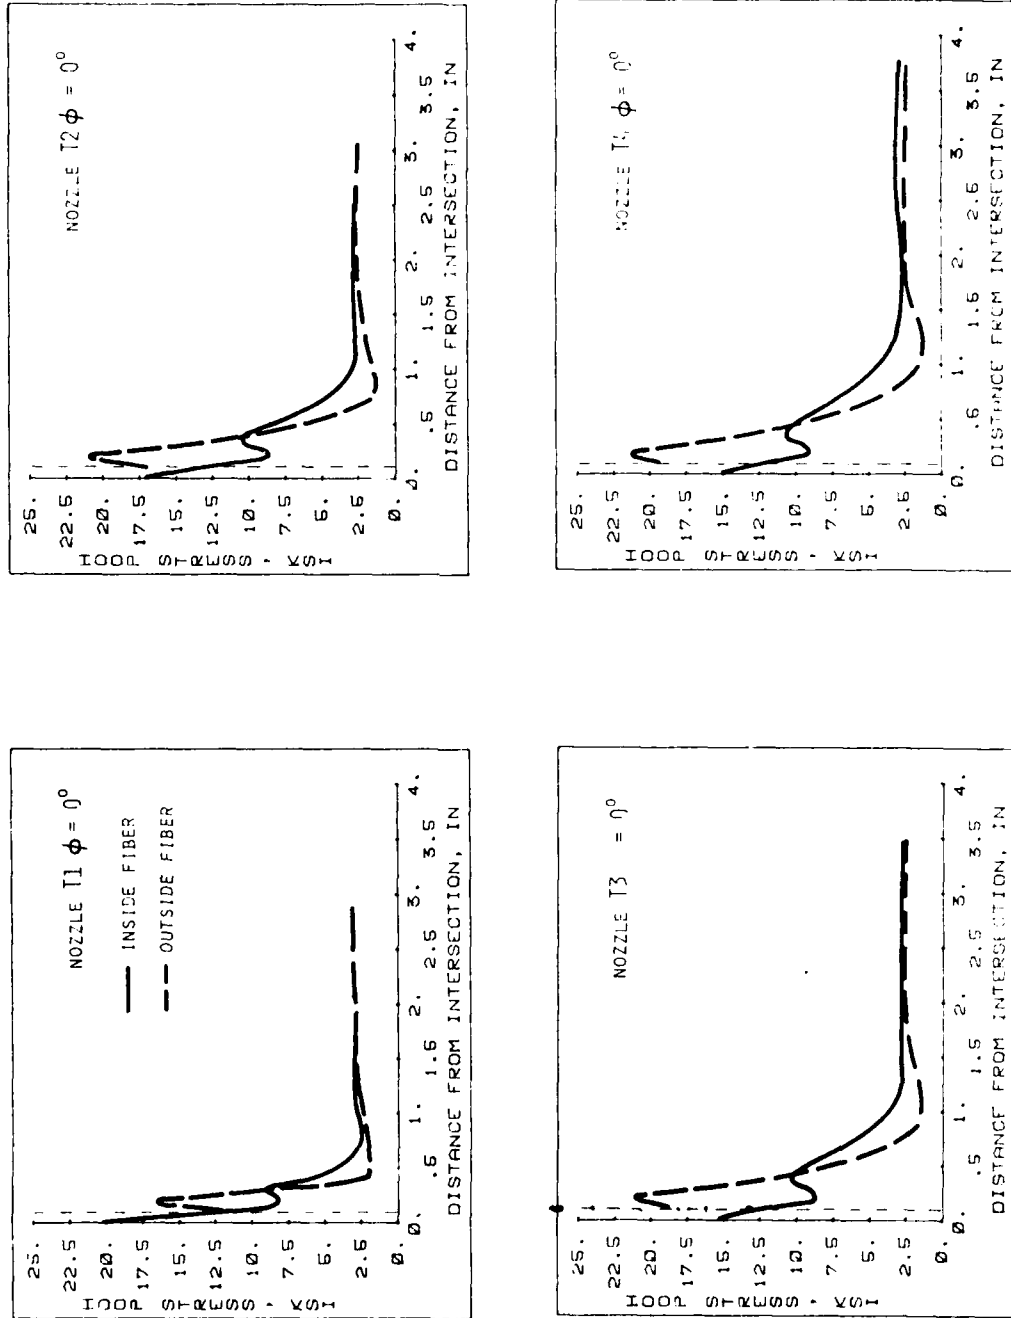 NOZZLE T1 ϕ = 0°
INSIDE FIBER
OUTSIDE FIBER
25.
22.5
20.
17.5
15.
12.5
10.
7.5
5.
2.5
0.
HOOP STRESS, KSI
0. .5 1. 1.5 2. 2.5 3. 3.5 4.
DISTANCE FROM INTERSECTION, IN
NOZZLE T2 ϕ = 0°
25.
22.5
20.
17.5
15.
12.5
10.
7.5
5.
2.5
0.
HOOP STRESS, KSI
0. .5 1. 1.5 2. 2.5 3. 3.5 4.
DISTANCE FROM INTERSECTION, IN
NOZZLE T3 = 0°
25.
22.5
20.
17.5
15.
12.5
10.
7.5
5.
2.5
0.
HOOP STRESS, KSI
0. .5 1. 1.5 2. 2.5 3. 3.5 4.
DISTANCE FROM INTERSECTION, IN
NOZZLE T4 ϕ = 0°
25.
22.5
20.
17.5
15.
12.5
10.
7.5
5.
2.5
0.
HOOP STRESS, KSI
0. .5 1. 1.5 2. 2.5 3. 3.5 4.
DISTANCE FROM INTERSECTION, IN